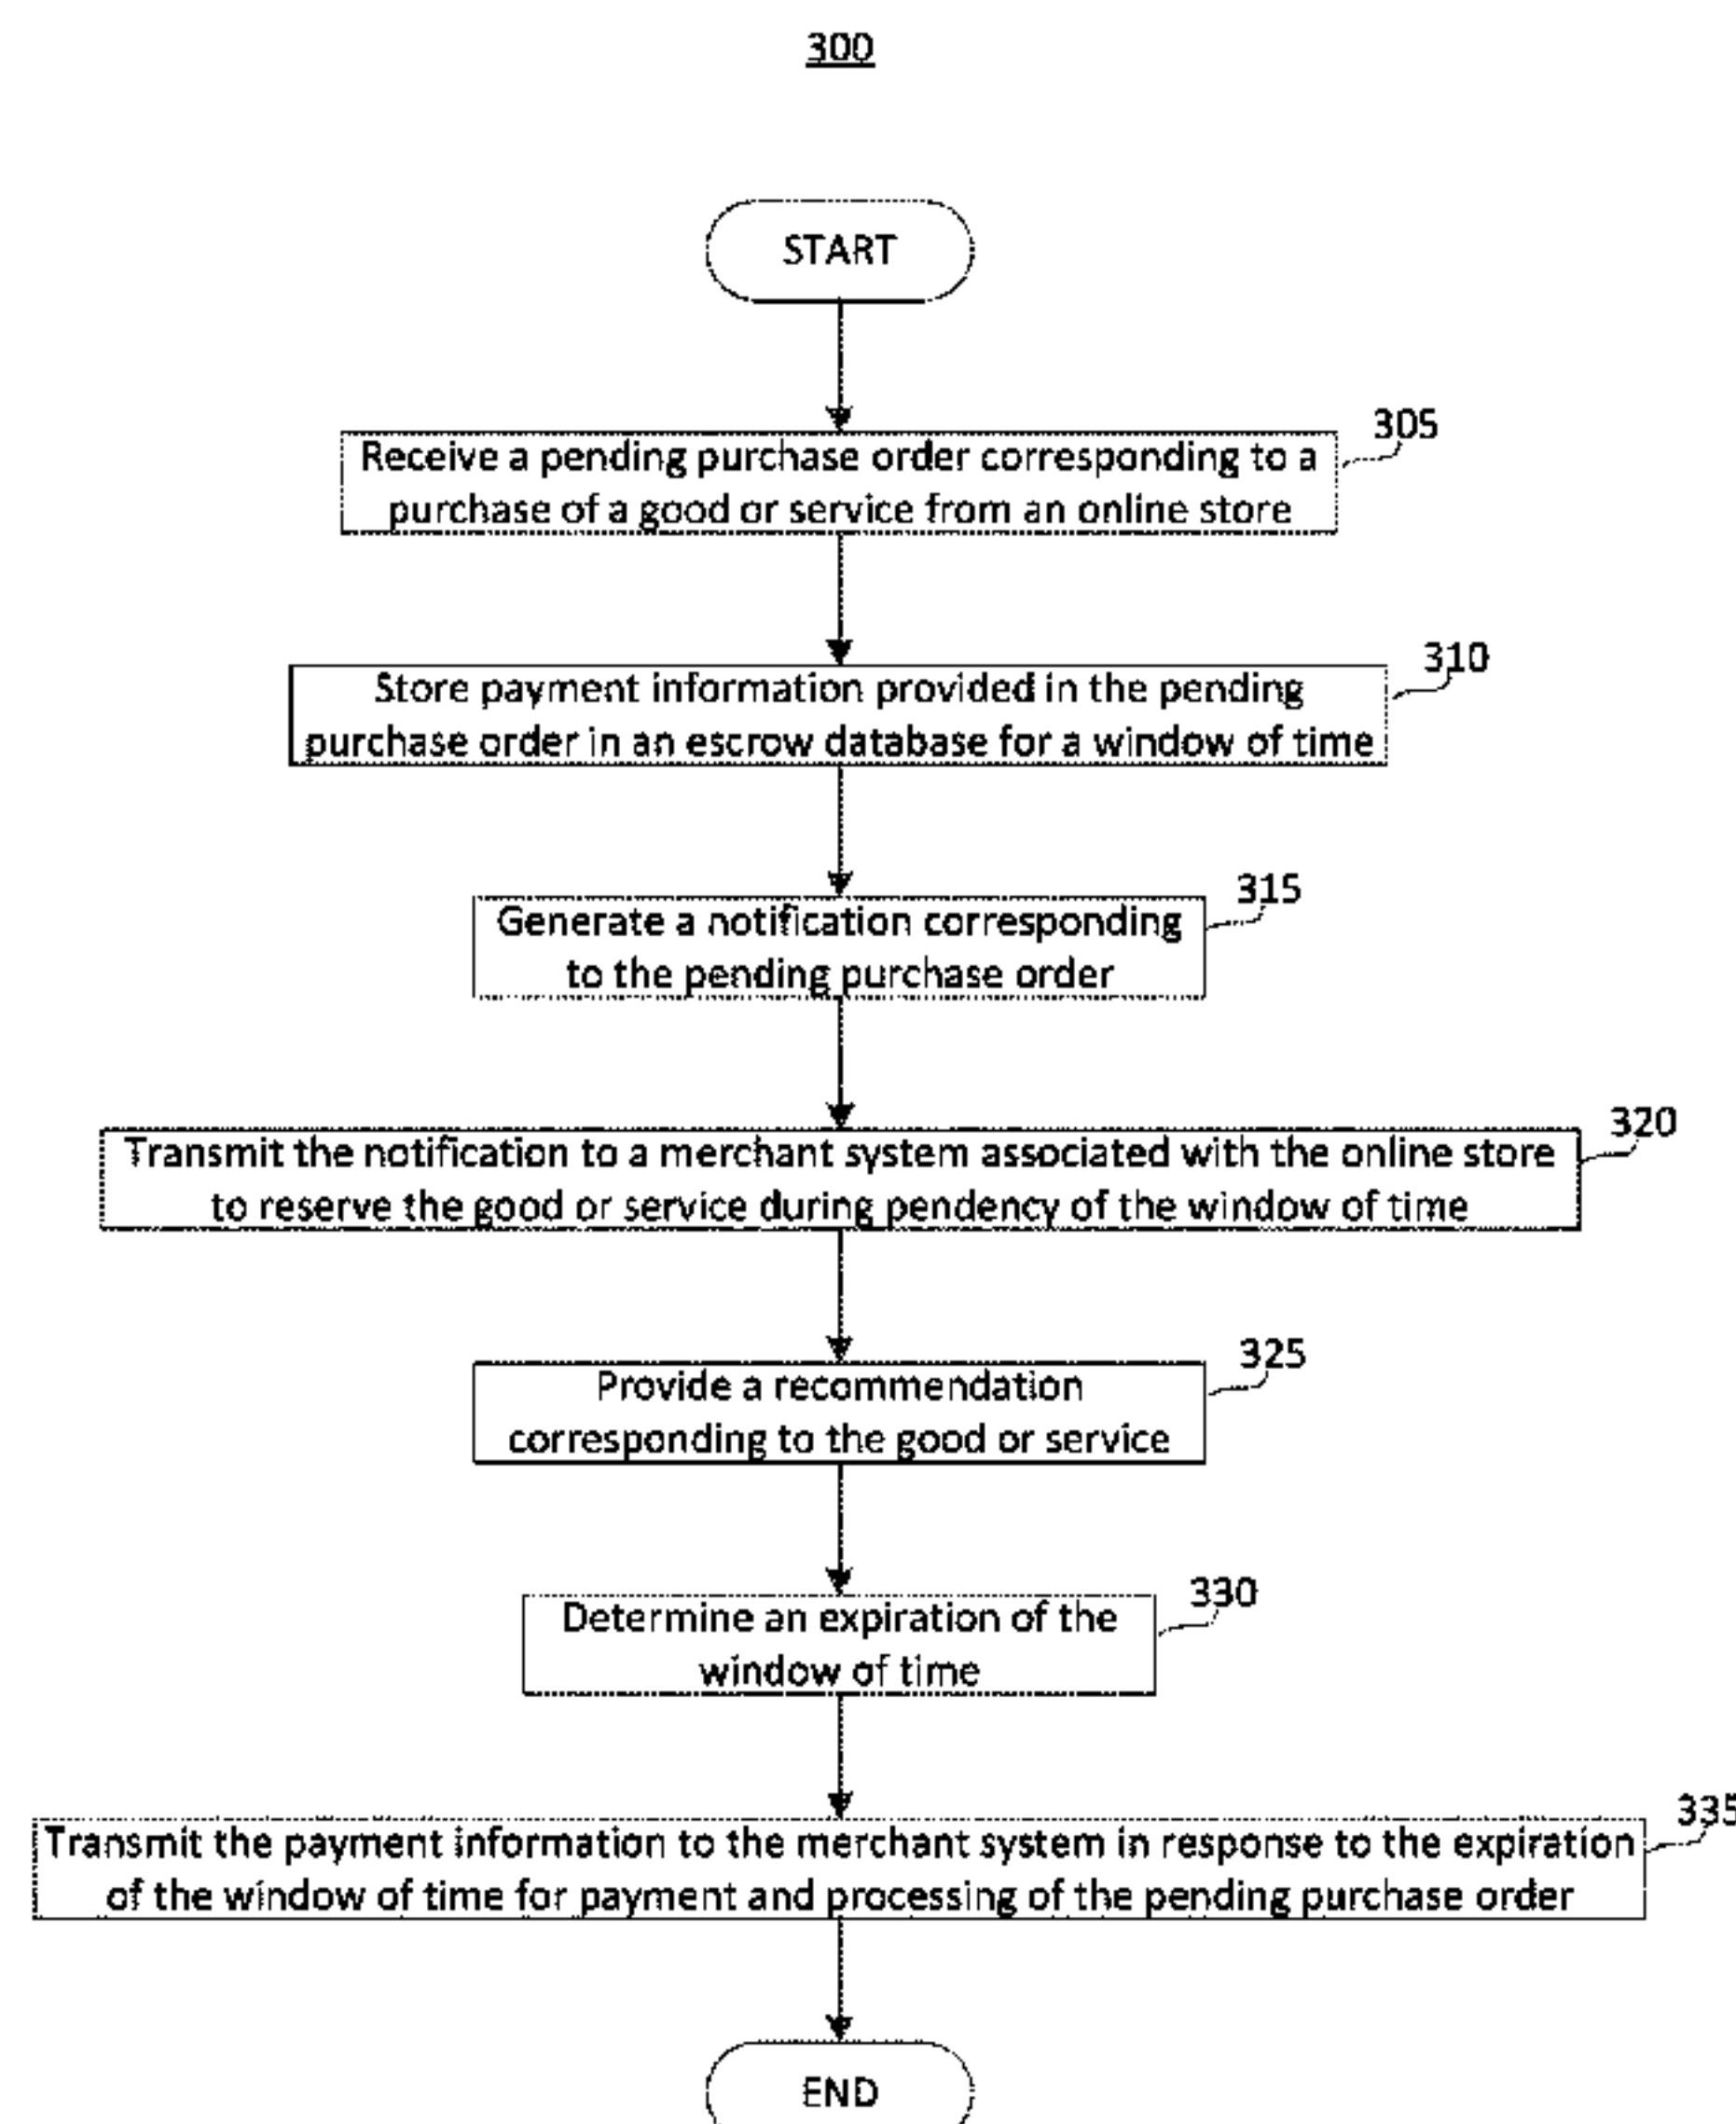 300
START
305
Receive a pending purchase order corresponding to a
purchase of a good or service from an online store
310
Store payment information provided in the pending
purchase order in an escrow database for a window of time
315
Generate a notification corresponding
to the pending purchase order
320
Transmit the notification to a merchant system associated with the online store
to reserve the good or service during pendency of the window of time
325
Provide a recommendation
corresponding to the good or service
330
Determine an expiration of the
window of time
335
Transmit the payment information to the merchant system in response to the expiration
of the window of time for payment and processing of the pending purchase order
END